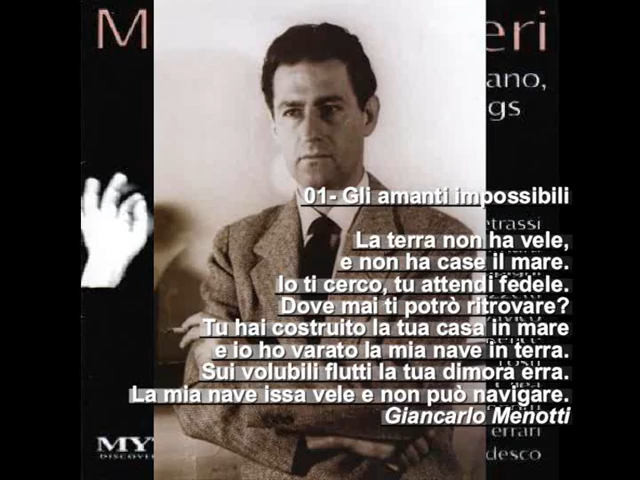 M eri
ano,
gs
01- Gli amanti impossibili
etrassi
La terra non ha vele,
e non ha case il mare.
Io ti cerco, tu attendi fedele.
Dove mai ti potrò ritrovare?
Tu hai costruito la tua casa in mare
e io ho varato la mia nave in terra.
Sui volubili flutti la tua dimora erra.
La mia nave issa vele e non può navigare.
Giancarlo Menotti
errari
MY
DISCOVE
desco